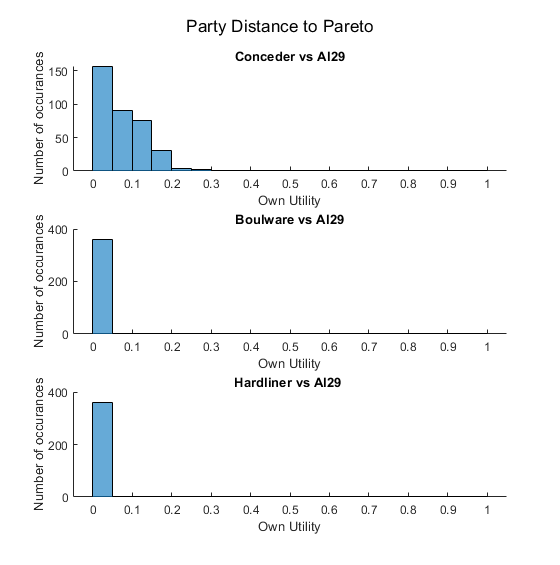 Party Distance to Pareto
Conceder vs AI29
Number of occurances
150
100
50
0
0 0.1 0.2 0.3 0.4 0.5 0.6 0.7 0.8 0.9 1
Own Utility
Boulware vs AI29
Number of occurances
400
200
0
0 0.1 0.2 0.3 0.4 0.5 0.6 0.7 0.8 0.9 1
Own Utility
Hardliner vs AI29
Number of occurances
400
200
0
0 0.1 0.2 0.3 0.4 0.5 0.6 0.7 0.8 0.9 1
Own Utility